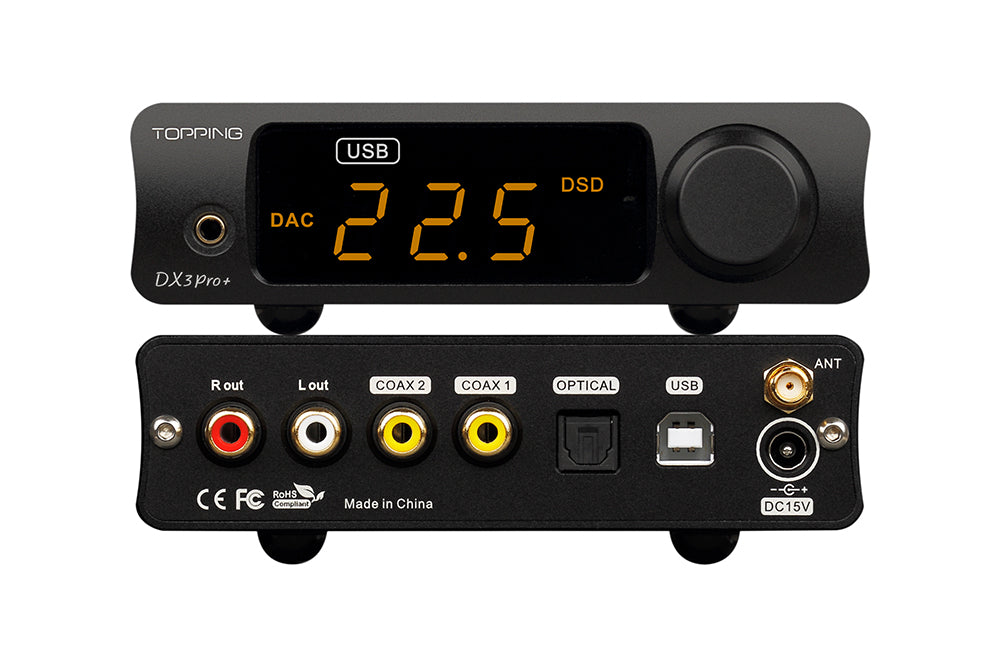 TOPPING
USB
DSD
DAC
22.5
DX3Pro+
ANT
R out
L out
COAX 2
COAX 1
OPTICAL
USB
CE FC RoHS
Compliant
Made in China
- +
DC15V